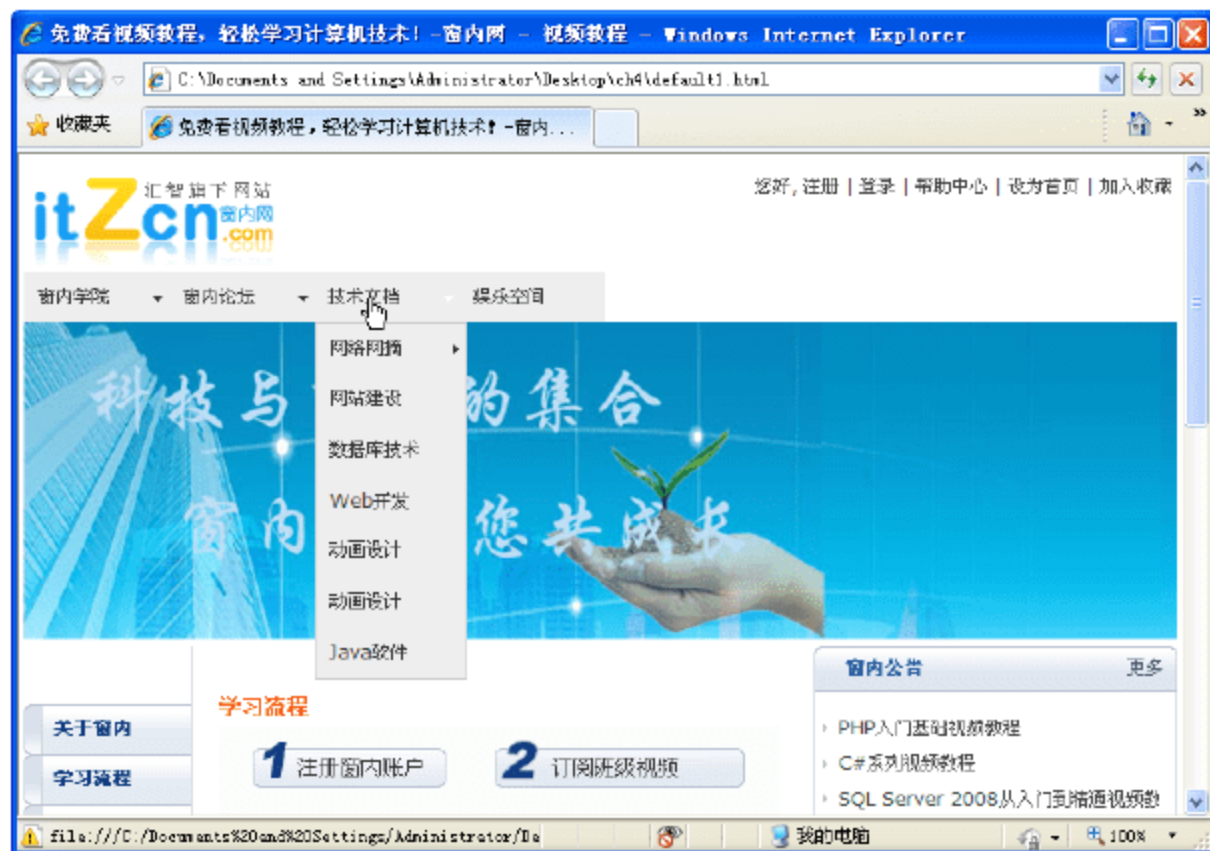 免费看视频教程，轻松学习计算机技术！-窗内网 - 视频教程 - Windows Internet Explorer
C:\Documents and Settings\Administrator\Desktop\ch4\default1.html
收藏夹
免费看视频教程，轻松学习计算机技术！-窗内...
itZcn.com
汇智旗下网站
窗内网
您好，注册 | 登录 | 帮助中心 | 设为首页 | 加入收藏
窗内学院 窗内论坛 技术文档 娱乐空间
网络网摘
网站建设
数据库技术
Web开发
动画设计
动画设计
Java软件
科技与 的集合
窗内 您共成长
窗内公告 更多
PHP入门基础视频教程
C#系列视频教程
SQL Server 2008从入门到精通视频教
关于窗内
学习流程
学习流程
1 注册窗内账户
2 订阅班级视频
file:///C:/Documents%20and%20Settings/Administrator/De
我的电脑
100%